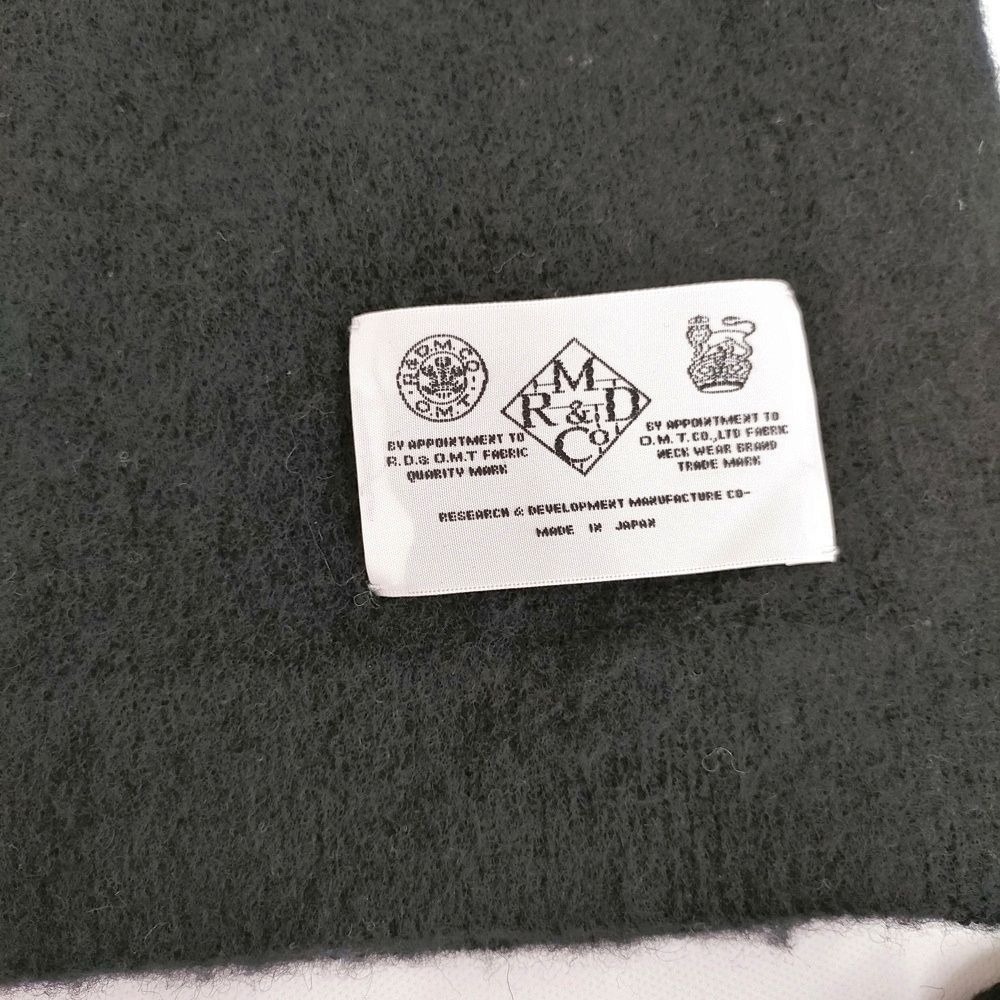 R&D.M.CO.
O.M.T.
BY APPOINTMENT TO
R.D.& O.M.T FABRIC
QUARITY MARK
M
R & D
Co
BY APPOINTMENT TO
O.M.T.CO.,LTD FABRIC
NECK WEAR BRAND
TRADE MARK
RESEARCH & DEVELOPMENT MANUFACTURE CO-
MADE IN JAPAN